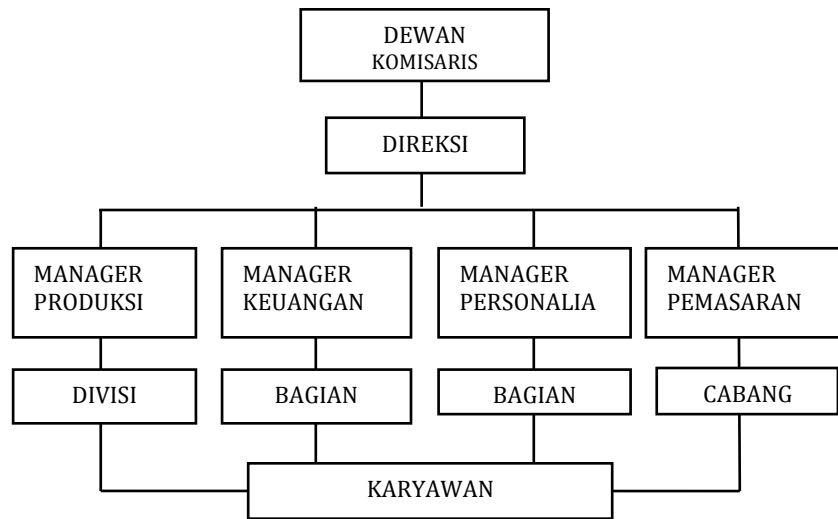 DEWAN
KOMISARIS
DIREKSI
MANAGER
PRODUKSI
MANAGER
KEUANGAN
MANAGER
PERSONALIA
MANAGER
PEMASARAN
DIVISI
BAGIAN
BAGIAN
CABANG
KARYAWAN